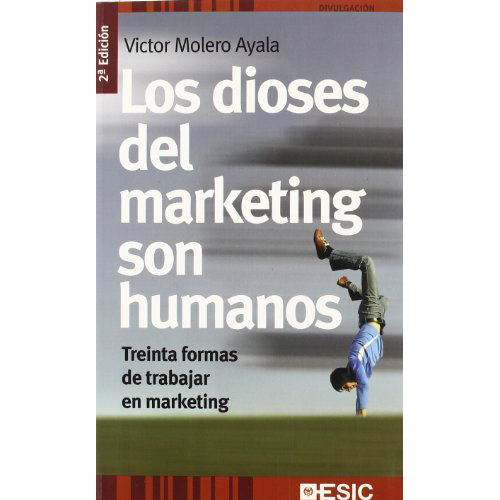 DIVULGACIÓN
2ª Edición
Victor Molero Ayala
Los dioses
del
marketing
son
humanos
Treinta formas
de trabajar
en marketing
ESIC